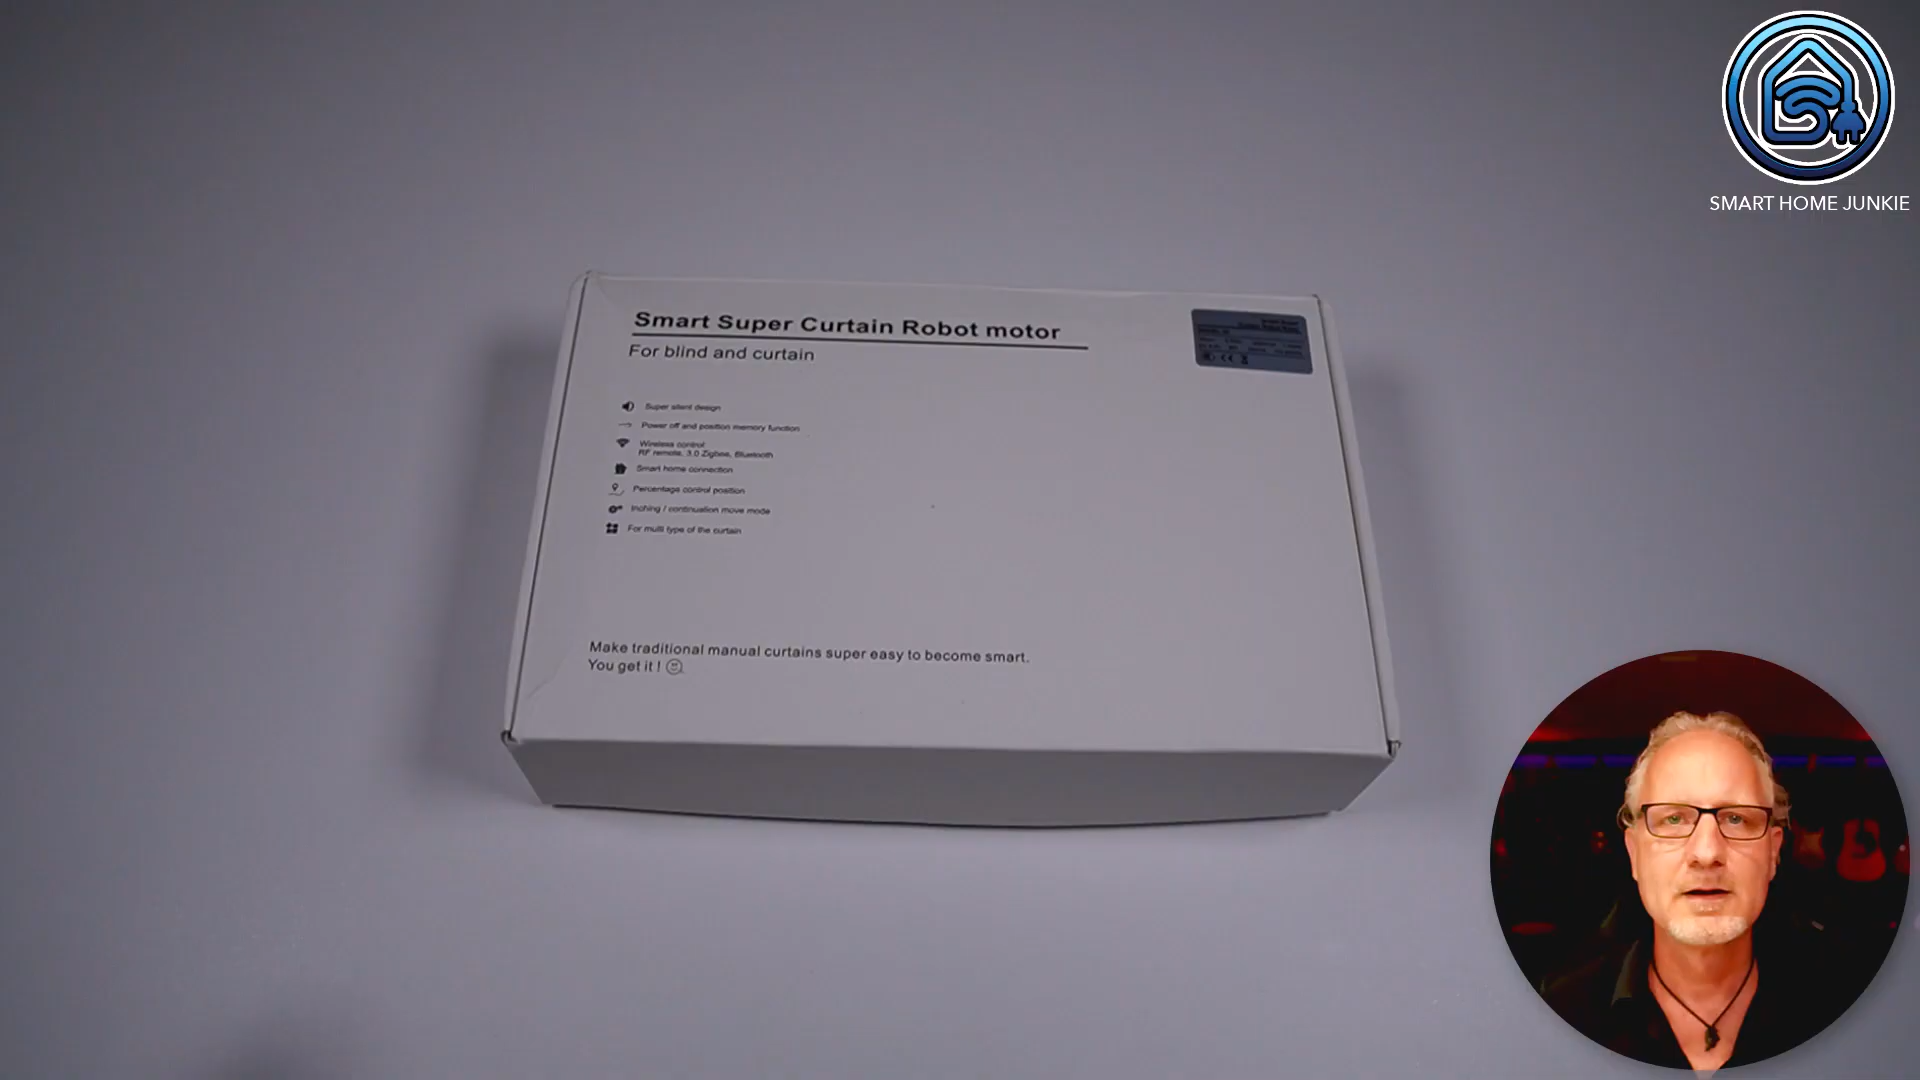 SMART HOME JUNKIE
Smart Super Curtain Robot motor
For blind and curtain
Super silent design
Power off and position memory function
Wireless control
RF remote, 3.0 Zigbee, Bluetooth
Smart home connection
Percentage control position
Inching / continuation move mode
For multi type of the curtain
Make traditional manual curtains super easy to become smart.
You get it !